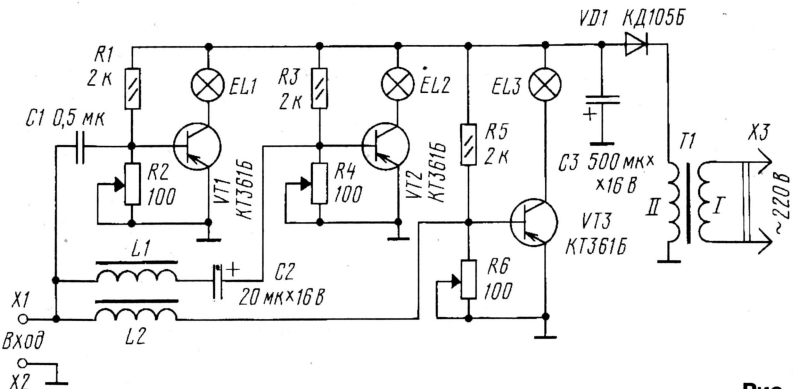 VD1 КД105Б
R1
2 к
EL1
R3
2 к
EL2
EL3
C1 0,5 мк
R2
100
VT1
КТ361Б
R4
100
VT2
КТ361Б
R5
2 к
C3 500 мк×
×16 В
T1
X3
II
I
~220 В
VT3
КТ361Б
L1
C2
20 мк×16 В
R6
100
X1
L2
Вход
X2
Рис